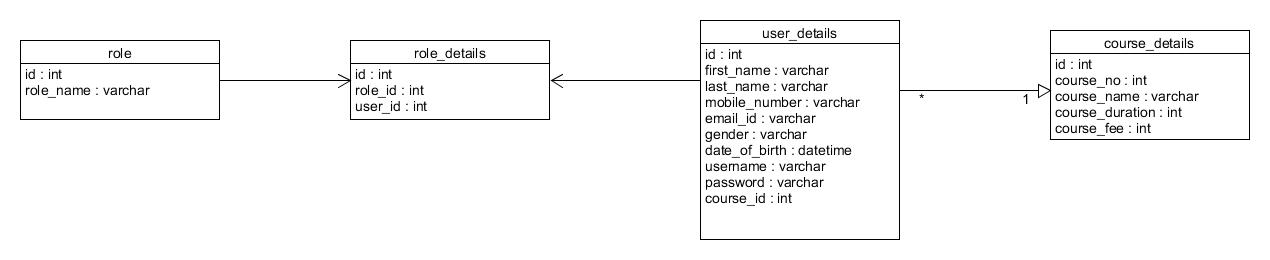 role
id : int
role_name : varchar
role_details
id : int
role_id : int
user_id : int
user_details
id : int
first_name : varchar
last_name : varchar
mobile_number : varchar
email_id : varchar
gender : varchar
date_of_birth : datetime
username : varchar
password : varchar
course_id : int
* 1
course_details
id : int
course_no : int
course_name : varchar
course_duration : int
course_fee : int